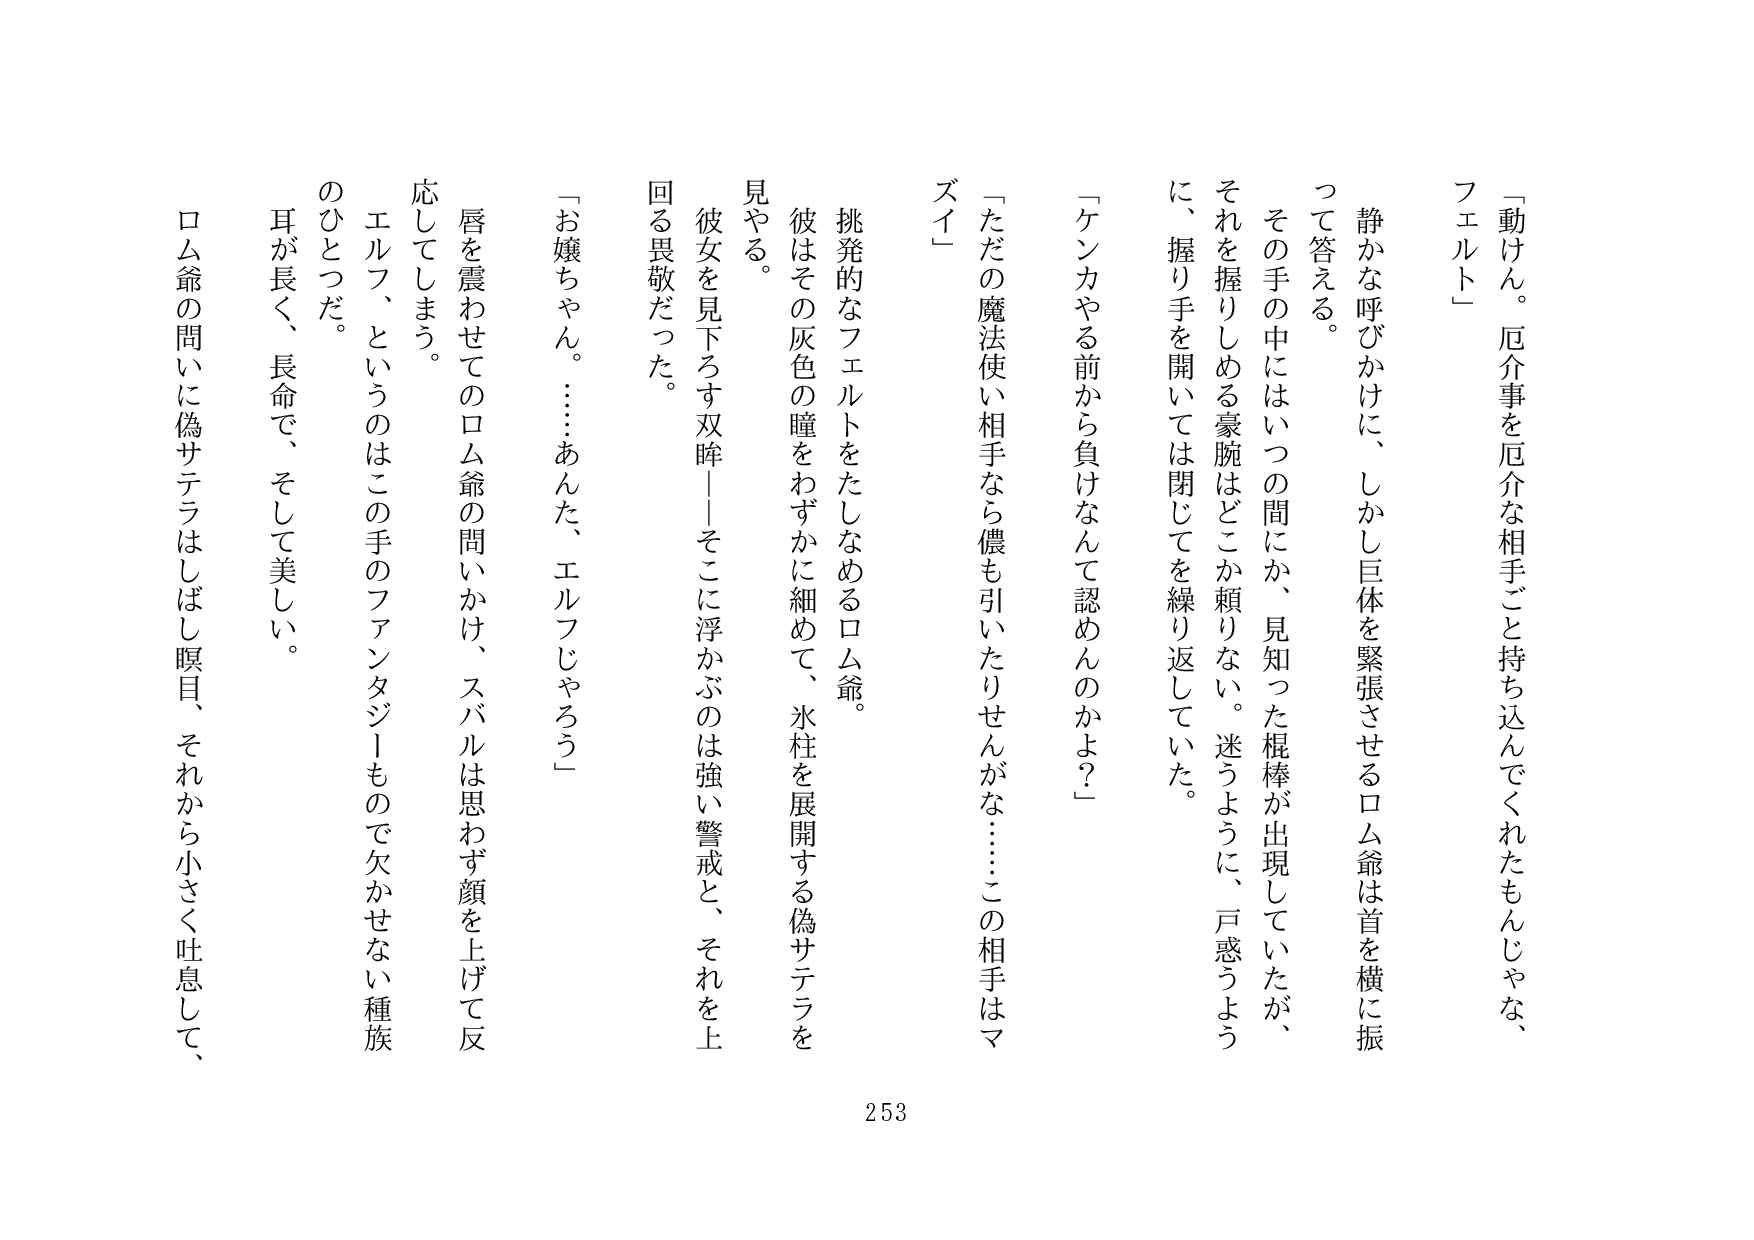 「動けん。厄介事を厄介な相手ごと持ち込んでくれたもんじゃな、
フェルト」
　静かな呼びかけに、しかし巨体を緊張させるロム爺は首を横に振
って答える。
　その手の中にはいつの間にか、見知った棍棒が出現していたが、
それを握りしめる豪腕はどこか頼りない。迷うように、戸惑うよう
に、握り手を開いては閉じてを繰り返していた。
「ケンカやる前から負けなんて認めんのかよ？」
「ただの魔法使い相手なら儂も引いたりせんがな……この相手はマ
ズイ」
　挑発的なフェルトをたしなめるロム爺。
　彼はその灰色の瞳をわずかに細めて、氷柱を展開する偽サテラを
見やる。
　彼女を見下ろす双眸――そこに浮かぶのは強い警戒と、それを上
回る畏敬だった。
「お嬢ちゃん。……あんた、エルフじゃろう」
　唇を震わせてのロム爺の問いかけ、スバルは思わず顔を上げて反
応してしまう。
　エルフ、というのはこの手のファンタジーもので欠かせない種族
のひとつだ。
　耳が長く、長命で、そして美しい。
　ロム爺の問いに偽サテラはしばし瞑目、それから小さく吐息して、
253